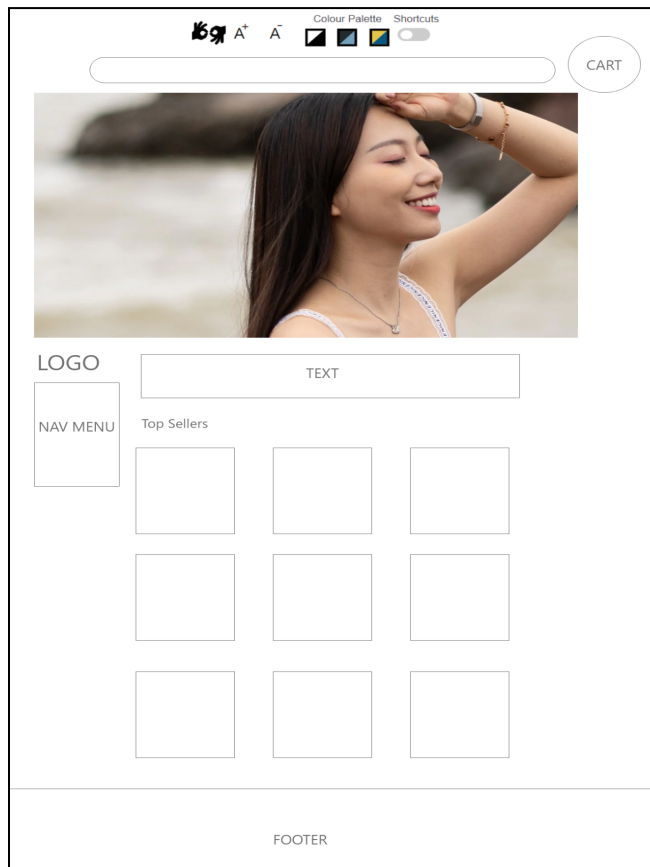 Colour Palette Shortcuts
A+ A-
CART
LOGO
TEXT
NAV MENU
Top Sellers
FOOTER